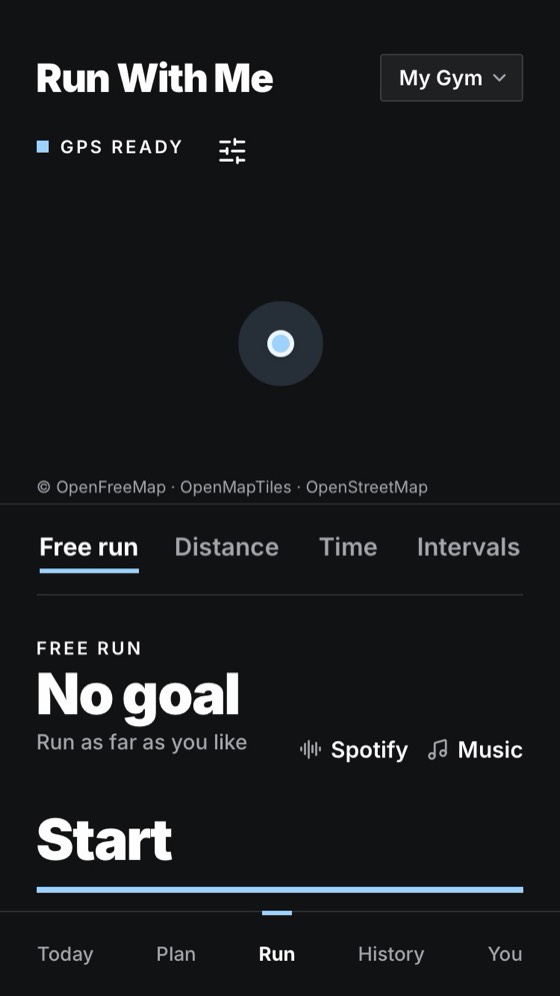 Run With Me
My Gym
GPS READY
© OpenFreeMap · OpenMapTiles · OpenStreetMap
Free run Distance Time Intervals
FREE RUN
No goal
Run as far as you like
Spotify Music
Start
Today Plan Run History You